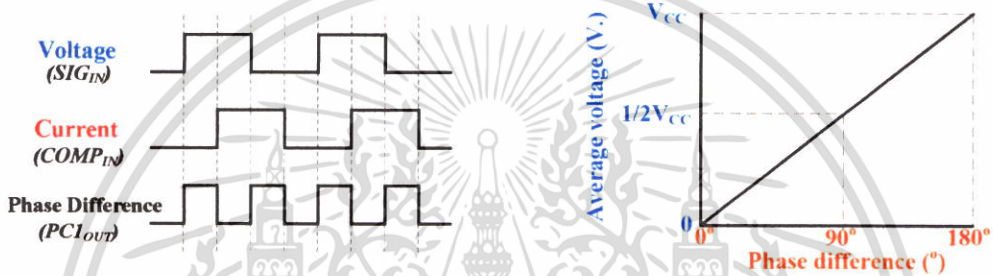 Voltage
(SIG_IN)
Current
(COMP_IN)
Phase Difference
(PC1_OUT)
Average voltage (V.)
V_CC
1/2V_CC
0
0° 90° 180°
Phase difference (°)